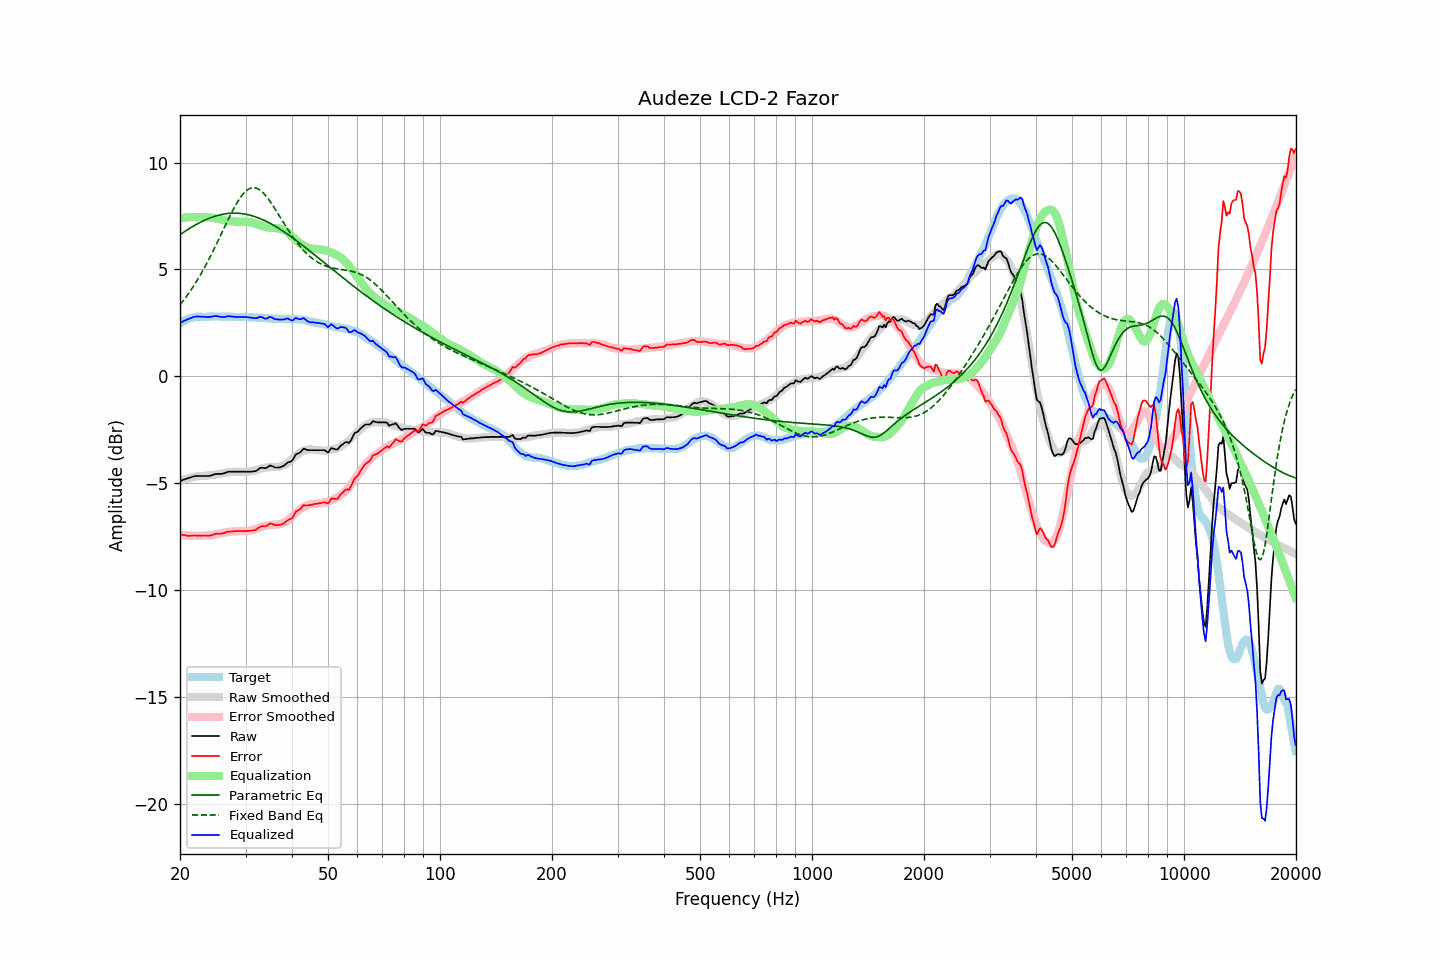 Audeze LCD-2 Fazor
Amplitude (dBr)
10
5
0
−5
−10
−15
−20
Target
Raw Smoothed
Error Smoothed
Raw
Error
Equalization
Parametric Eq
Fixed Band Eq
Equalized
20 50 100 200 500 1000 2000 5000 10000 20000
Frequency (Hz)